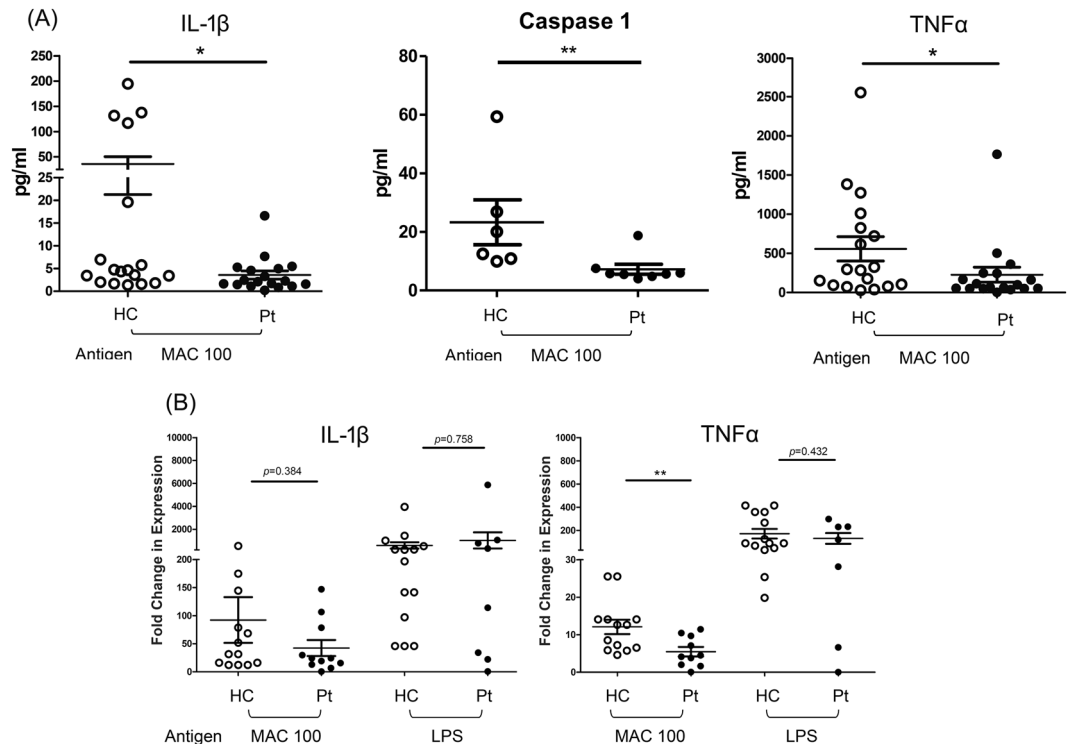 (A)
IL-1β
Caspase 1
TNFα
*
**
*
pg/ml
250
200
150
100
50
25
20
15
10
5
0
HC
Pt
Antigen
MAC 100
pg/ml
80
60
40
20
0
HC
Pt
Antigen
MAC 100
pg/ml
3000
2500
2000
1500
1000
500
0
HC
Pt
Antigen
MAC 100
(B)
IL-1β
Fold Change in Expression
10000
8000
6000
4000
2000
200
150
100
50
0
p=0.384
p=0.758
HC
Pt
HC
Pt
Antigen
MAC 100
LPS
TNFα
Fold Change in Expression
1000
800
600
400
200
30
20
10
0
**
p=0.432
HC
Pt
HC
Pt
MAC 100
LPS